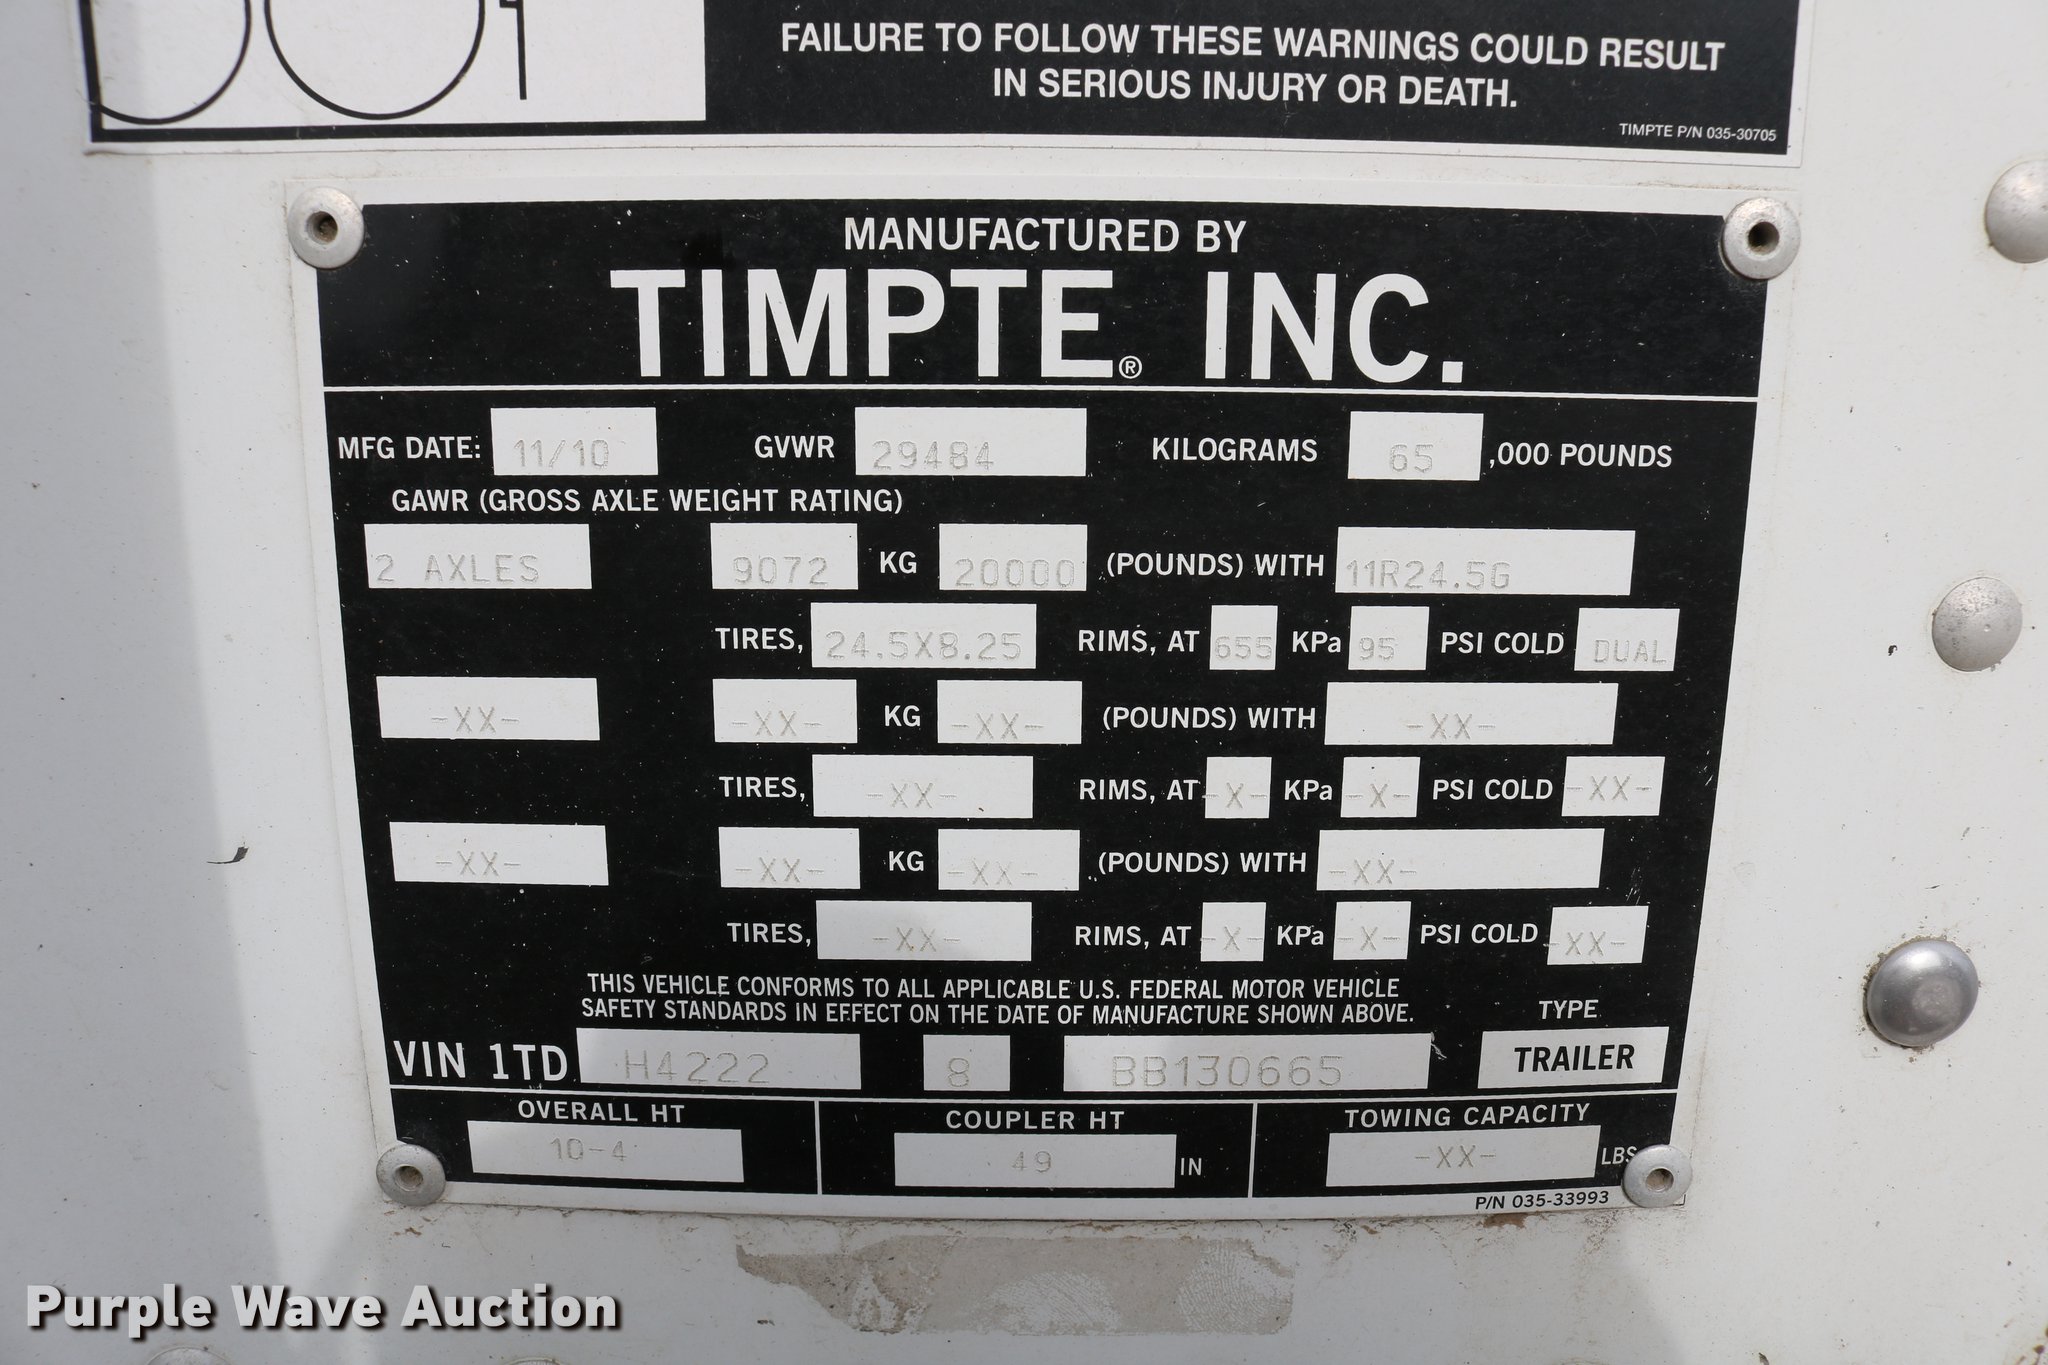 FAILURE TO FOLLOW THESE WARNINGS COULD RESULT
IN SERIOUS INJURY OR DEATH.
TIMPTE P/N 035-30705
MANUFACTURED BY
TIMPTE® INC.
MFG DATE: 11/10 GVWR 29484 KILOGRAMS 65 ,000 POUNDS
GAWR (GROSS AXLE WEIGHT RATING)
2 AXLES 9072 KG 20000 (POUNDS) WITH 11R24.5G
TIRES, 24.5X8.25 RIMS, AT 655 KPa 95 PSI COLD DUAL
-XX- -XX- KG -XX- (POUNDS) WITH -XX-
TIRES, -XX- RIMS, AT -X- KPa -X- PSI COLD -XX-
-XX- -XX- KG -XX- (POUNDS) WITH -XX-
TIRES, -XX- RIMS, AT -X- KPa -X- PSI COLD -XX-
THIS VEHICLE CONFORMS TO ALL APPLICABLE U.S. FEDERAL MOTOR VEHICLE
SAFETY STANDARDS IN EFFECT ON THE DATE OF MANUFACTURE SHOWN ABOVE.
TYPE
VIN 1TD H4222 8 BB130665 TRAILER
OVERALL HT COUPLER HT TOWING CAPACITY
10-4 49 IN -XX- LBS
P/N 035-33993
Purple Wave Auction